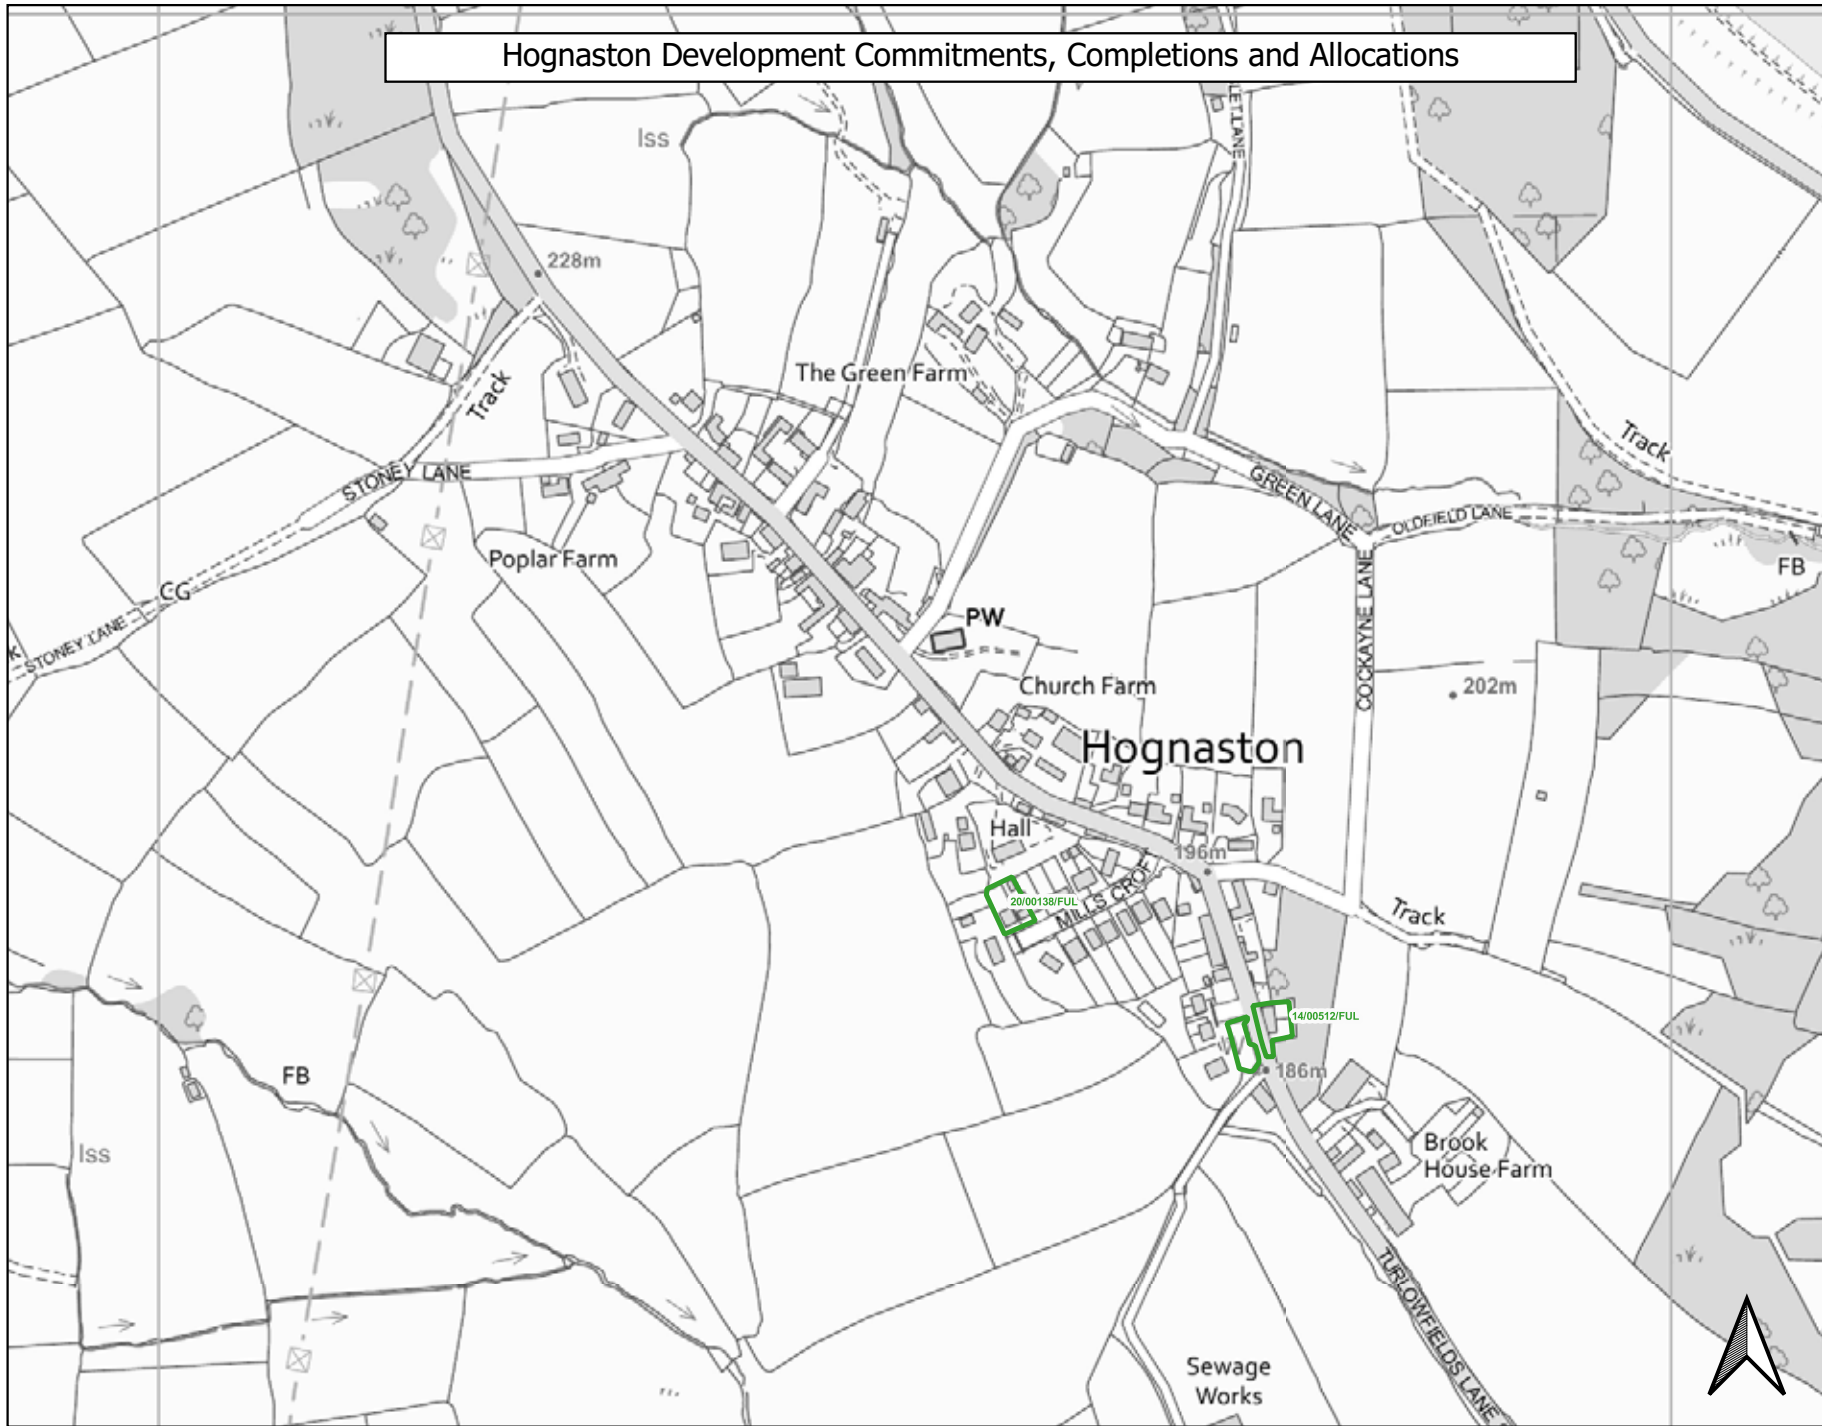 Hognaston Development Commitments, Completions and Allocations
Iss
LET LANE
228m
Track
The Green Farm
STONEY LANE
Track
GREEN LANE
OLDFIELD LANE
Poplar Farm
FB
CG
COCKAYNE LANE
STONEY LANE
K
PW
Church Farm
202m
Hognaston
Hall
196m
MILLS CROFT
20/00138/FUL
Track
14/00512/FUL
186m
FB
Iss
Brook
House Farm
TURLOWFIELDS LANE
Sewage
Works